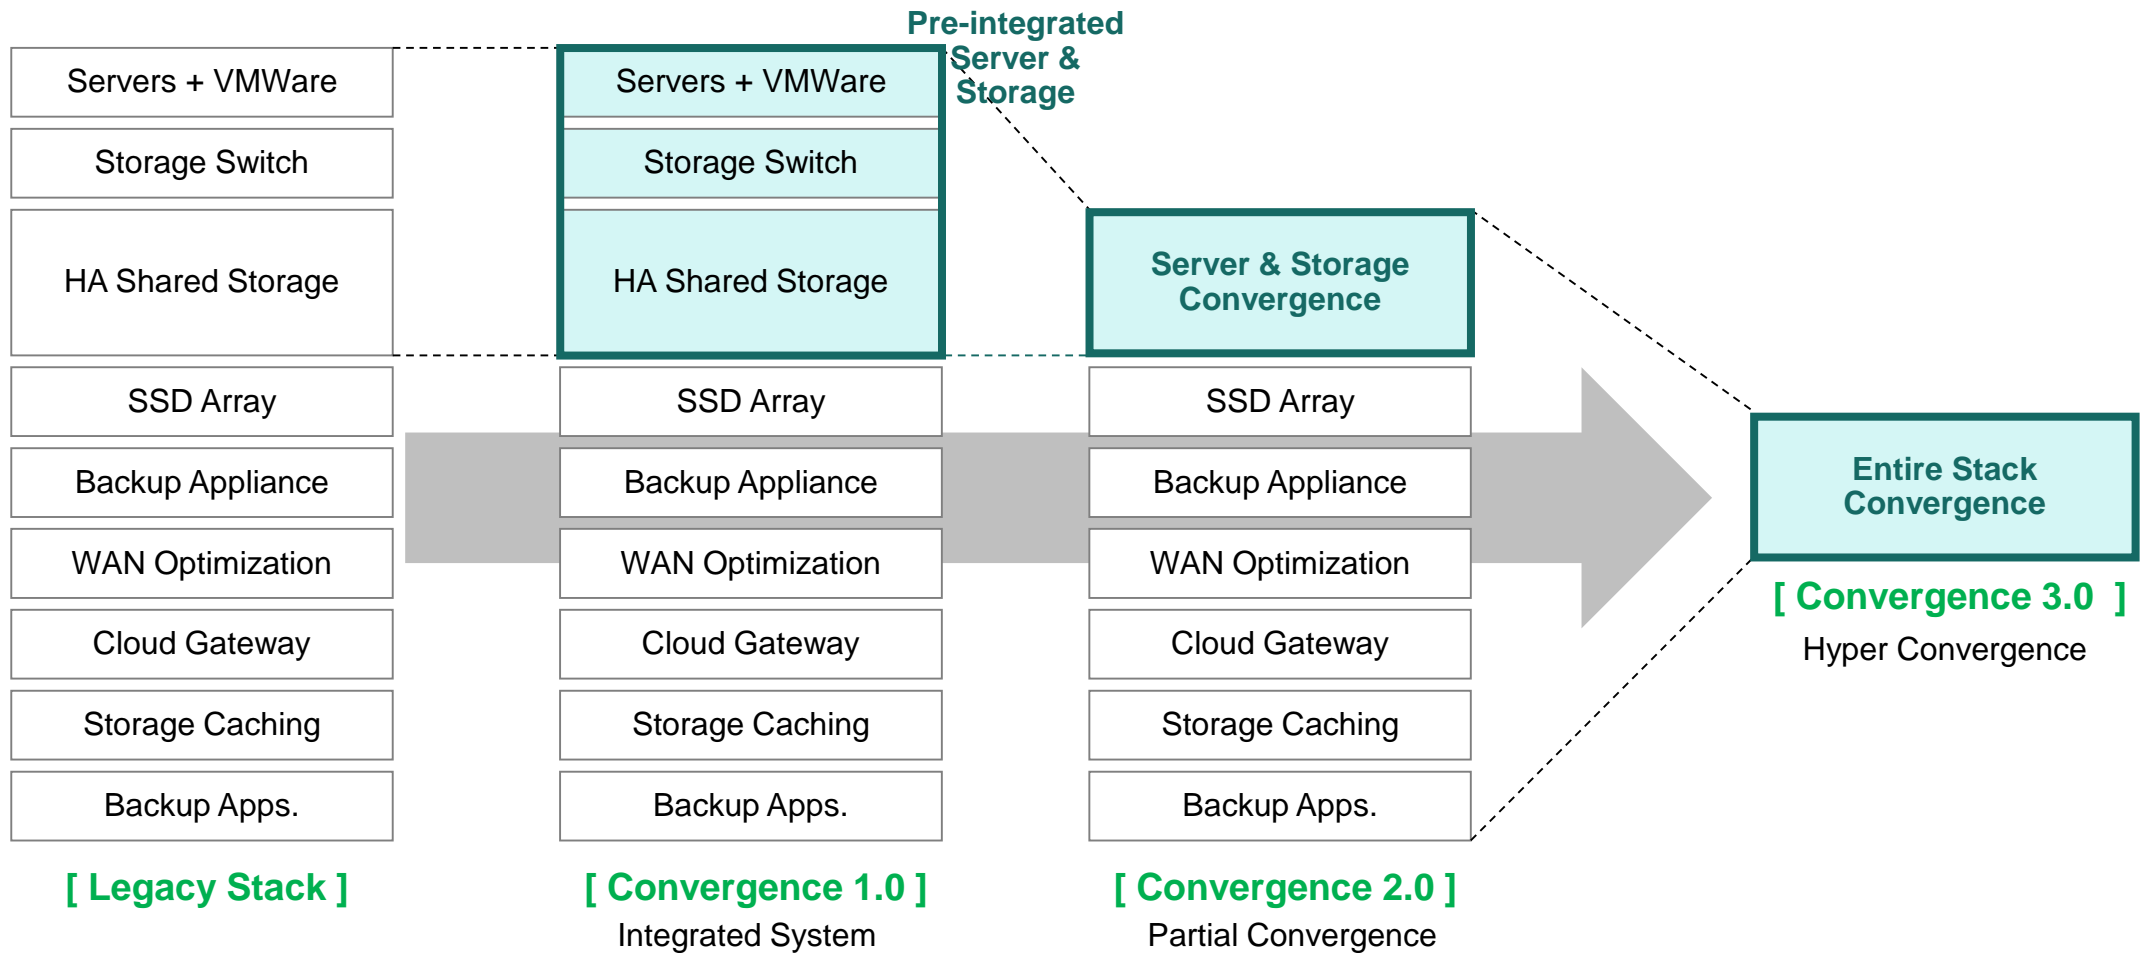 Servers + VMWare
Storage Switch
HA Shared Storage
SSD Array
Backup Appliance
WAN Optimization
Cloud Gateway
Storage Caching
Backup Apps.
[ Legacy Stack ]
Pre-integrated
Server &
Storage
Servers + VMWare
Storage Switch
HA Shared Storage
SSD Array
Backup Appliance
WAN Optimization
Cloud Gateway
Storage Caching
Backup Apps.
[ Convergence 1.0 ]
Integrated System
Server & Storage
Convergence
SSD Array
Backup Appliance
WAN Optimization
Cloud Gateway
Storage Caching
Backup Apps.
[ Convergence 2.0 ]
Partial Convergence
Entire Stack
Convergence
[ Convergence 3.0 ]
Hyper Convergence